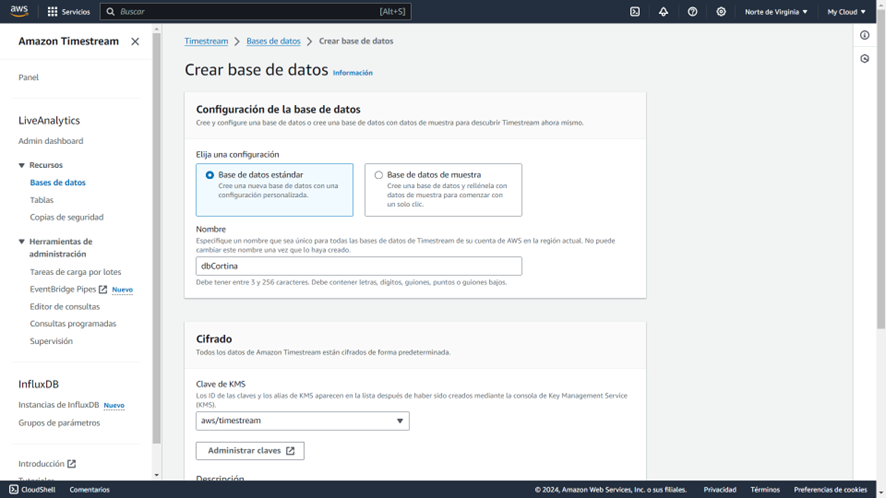 aws
Servicios
Buscar
[Alt+S]
Norte de Virginia
My Cloud
Amazon Timestream
Panel
LiveAnalytics
Admin dashboard
Recursos
Bases de datos
Tablas
Copias de seguridad
Herramientas de
administración
Tareas de carga por lotes
EventBridge Pipes Nuevo
Editor de consultas
Consultas programadas
Supervisión
InfluxDB
Instancias de InfluxDB Nuevo
Grupos de parámetros
Introducción
Tutoriales
Timestream > Bases de datos > Crear base de datos
Crear base de datos Información
Configuración de la base de datos
Cree y configure una base de datos o cree una base de datos con datos de muestra para descubrir Timestream ahora mismo.
Elija una configuración
Base de datos estándar
Cree una nueva base de datos con una
configuración personalizada.
Base de datos de muestra
Cree una base de datos y rellénela con
datos de muestra para comenzar con
un solo clic.
Nombre
Especifique un nombre que sea único para todas las bases de datos de Timestream de su cuenta de AWS en la región actual. No puede
cambiar este nombre una vez que lo haya creado.
dbCortina
Debe tener entre 3 y 256 caracteres. Debe contener letras, dígitos, guiones, puntos o guiones bajos.
Cifrado
Todos los datos de Amazon Timestream están cifrados de forma predeterminada.
Clave de KMS
Los ID de las claves y los alias de KMS aparecen en la lista después de haber sido creados mediante la consola de Key Management Service
(KMS).
aws/timestream
Administrar claves
Descripción
CloudShell
Comentarios
© 2024, Amazon Web Services, Inc. o sus filiales.
Privacidad
Términos
Preferencias de cookies